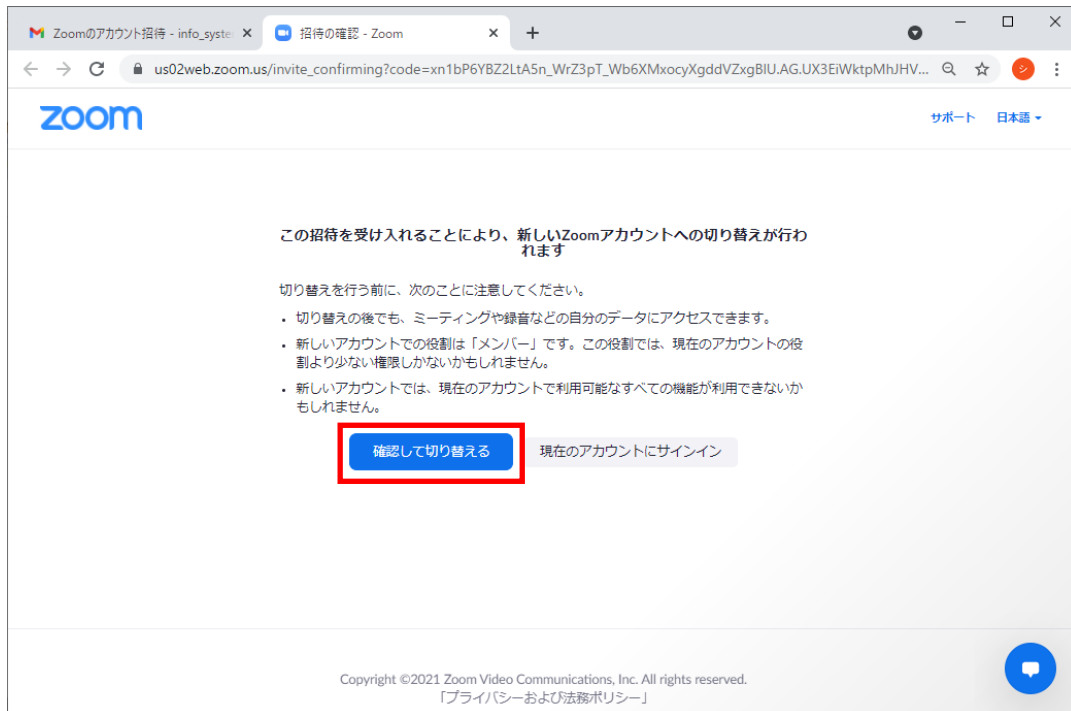 Zoomのアカウント招待 - info_syste
招待の確認 - Zoom
us02web.zoom.us/invite_confirming?code=xn1bP6YBZ2LtA5n_WrZ3pT_Wb6XMxocyXgddVZxgBIU.AG.UX3EiWktpMhJHV...
シ
zoom
サポート 日本語
この招待を受け入れることにより、新しいZoomアカウントへの切り替えが行わ
れます
切り替えを行う前に、次のことに注意してください。
• 切り替えの後でも、ミーティングや録音などの自分のデータにアクセスできます。
• 新しいアカウントでの役割は「メンバー」です。この役割では、現在のアカウントの役
割より少ない権限しかないかもしれません。
• 新しいアカウントでは、現在のアカウントで利用可能なすべての機能が利用できないか
もしれません。
確認して切り替える 現在のアカウントにサインイン
Copyright ©2021 Zoom Video Communications, Inc. All rights reserved.
「プライバシーおよび法務ポリシー」